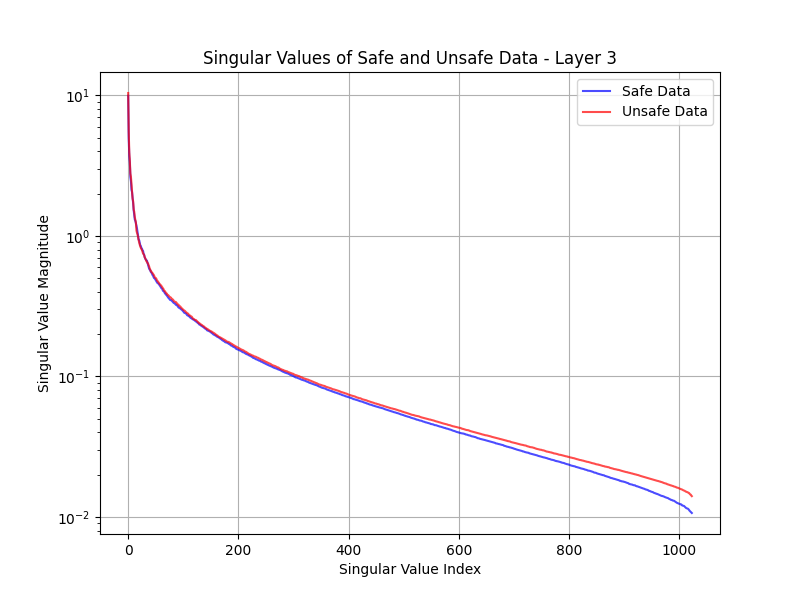 Singular Values of Safe and Unsafe Data - Layer 3
Safe Data
Unsafe Data
Singular Value Magnitude
10¹
10⁰
10⁻¹
10⁻²
0 200 400 600 800 1000
Singular Value Index